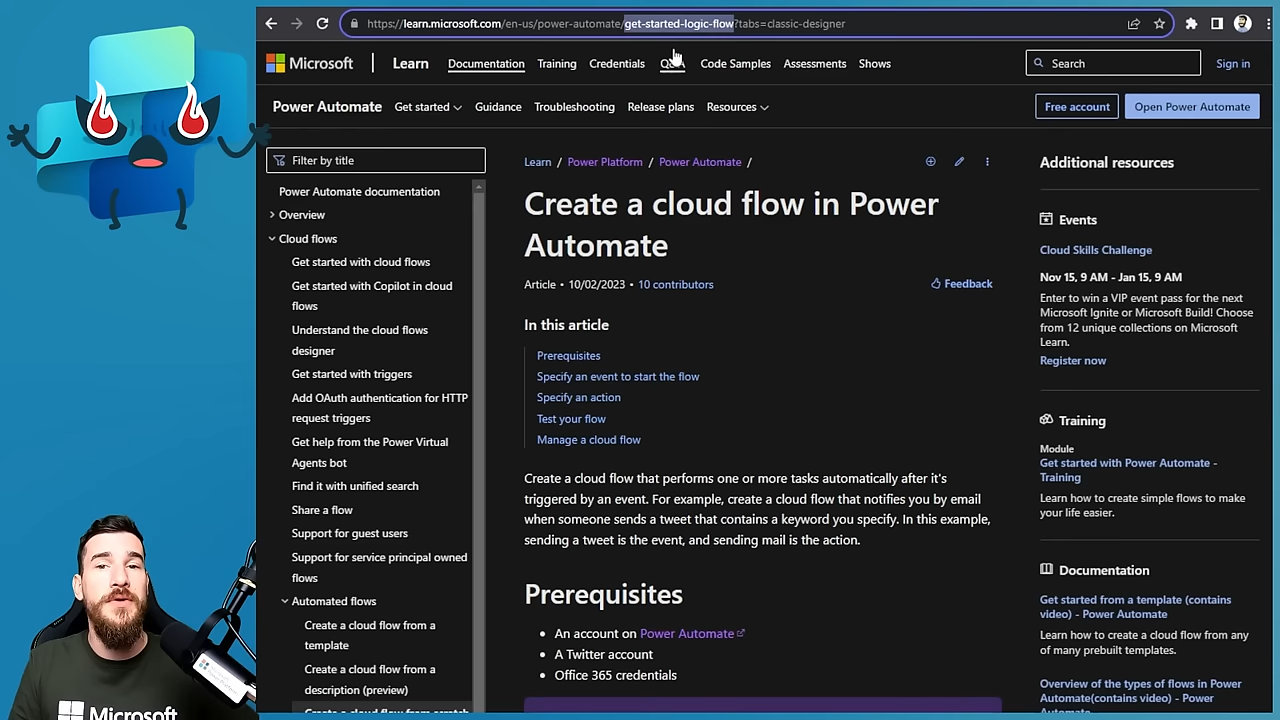 https://learn.microsoft.com/en-us/power-automate/get-started-logic-flow?tabs=classic-designer
Microsoft
Learn
Documentation
Training
Credentials
Code Samples
Assessments
Shows
Search
Sign in
Power Automate
Get started
Guidance
Troubleshooting
Release plans
Resources
Free account
Open Power Automate
Filter by title
Power Automate documentation
Overview
Cloud flows
Get started with cloud flows
Get started with Copilot in cloud
flows
Understand the cloud flows
designer
Get started with triggers
Add OAuth authentication for HTTP
request triggers
Get help from the Power Virtual
Agents bot
Find it with unified search
Share a flow
Support for guest users
Support for service principal owned
flows
Automated flows
Create a cloud flow from a
template
Create a cloud flow from a
description (preview)
Create a cloud flow from scratch
Learn / Power Platform / Power Automate /
Create a cloud flow in Power
Automate
Article • 10/02/2023 • 10 contributors
Feedback
In this article
Prerequisites
Specify an event to start the flow
Specify an action
Test your flow
Manage a cloud flow
Create a cloud flow that performs one or more tasks automatically after it's
triggered by an event. For example, create a cloud flow that notifies you by email
when someone sends a tweet that contains a keyword you specify. In this example,
sending a tweet is the event, and sending mail is the action.
Prerequisites
• An account on Power Automate
• A Twitter account
• Office 365 credentials
Additional resources
Events
Cloud Skills Challenge
Nov 15, 9 AM - Jan 15, 9 AM
Enter to win a VIP event pass for the next
Microsoft Ignite or Microsoft Build! Choose
from 12 unique collections on Microsoft
Learn.
Register now
Training
Module
Get started with Power Automate -
Training
Learn how to create simple flows to make
your life easier.
Documentation
Get started from a template (contains
video) - Power Automate
Learn how to create a cloud flow from any
of many prebuilt templates.
Overview of the types of flows in Power
Automate(contains video) - Power
Automate
Microsoft